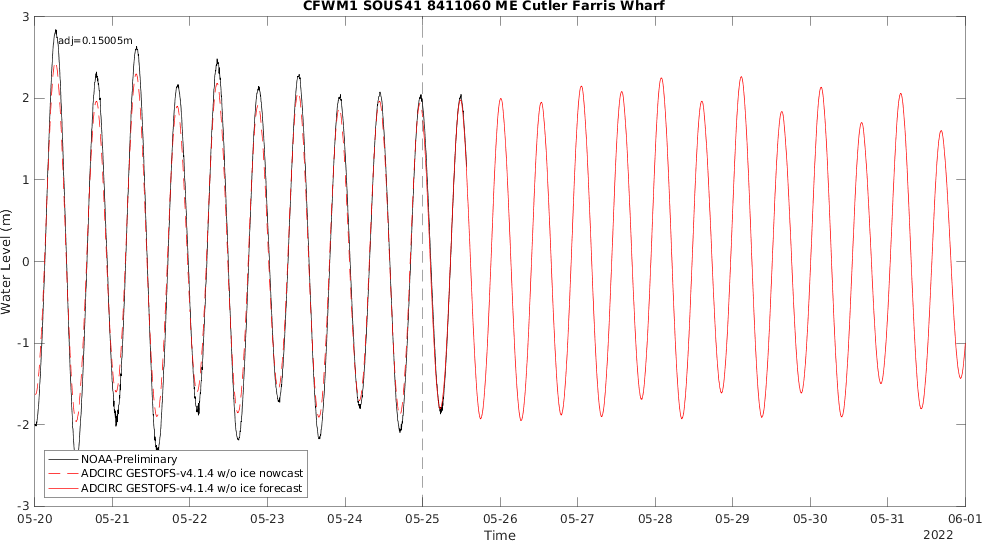 CFWM1 SOUS41 8411060 ME Cutler Farris Wharf
adj=0.15005m
3
2
1
0
-1
-2
-3
Water Level (m)
NOAA-Preliminary
ADCIRC GESTOFS-v4.1.4 w/o ice nowcast
ADCIRC GESTOFS-v4.1.4 w/o ice forecast
05-20 05-21 05-22 05-23 05-24 05-25 05-26 05-27 05-28 05-29 05-30 05-31 06-01
Time
2022